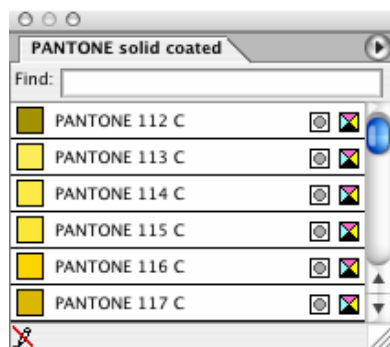 PANTONE solid coated
Find:
PANTONE 112 C
PANTONE 113 C
PANTONE 114 C
PANTONE 115 C
PANTONE 116 C
PANTONE 117 C